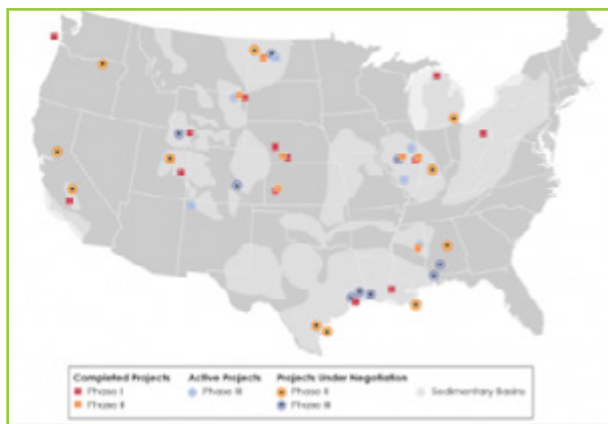 Completed Projects
Phase I
Phase II
Active Projects
Phase III
Projects Under Negotiation
Phase II
Phase III
Sedimentary Basins